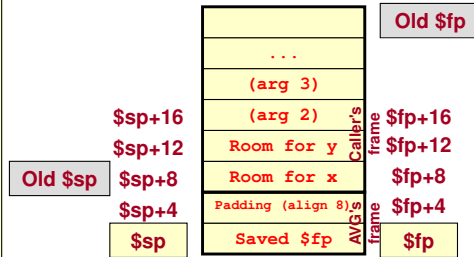 Old $fp
...
(arg 3)
$sp+16 (arg 2) $fp+16
$sp+12 Room for y $fp+12
Old $sp $sp+8 Room for x $fp+8
$sp+4 Padding (align 8) $fp+4
$sp Saved $fp $fp
Caller's
frame
AVG's
frame